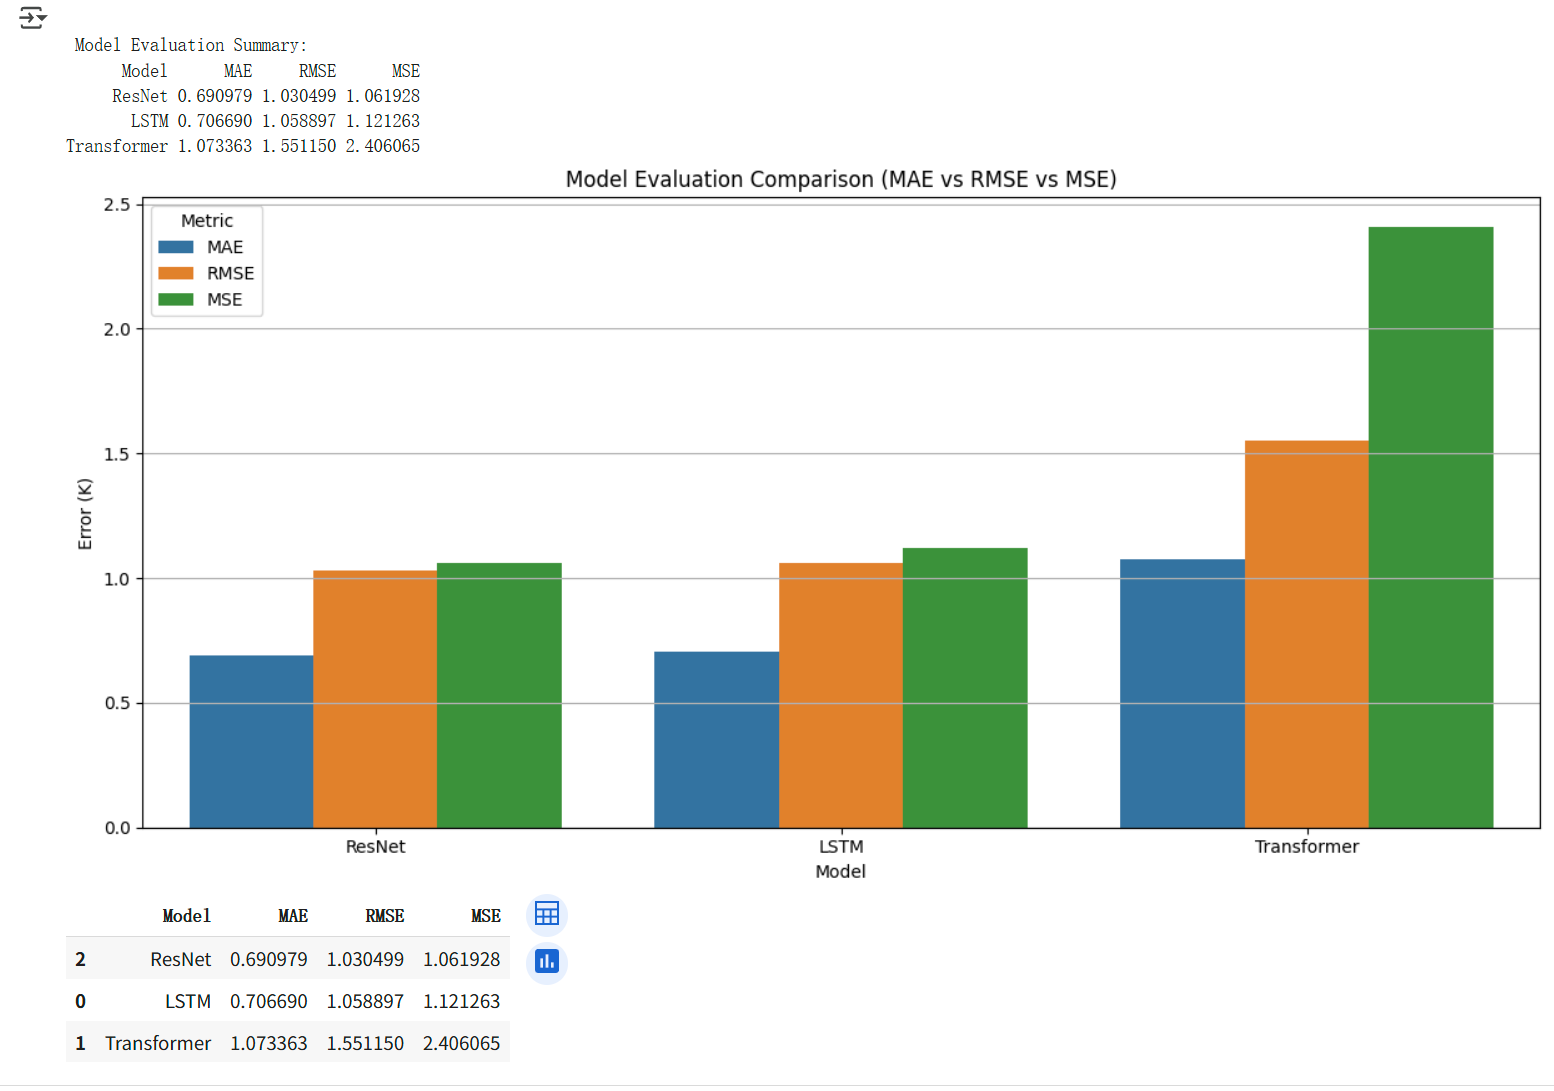 Model Evaluation Summary:
Model MAE RMSE MSE
ResNet 0.690979 1.030499 1.061928
LSTM 0.706690 1.058897 1.121263
Transformer 1.073363 1.551150 2.406065
Model Evaluation Comparison (MAE vs RMSE vs MSE)
Metric
MAE
RMSE
MSE
2.5
2.0
1.5
1.0
0.5
0.0
Error (K)
ResNet LSTM Transformer
Model
Model MAE RMSE MSE
2 ResNet 0.690979 1.030499 1.061928
0 LSTM 0.706690 1.058897 1.121263
1 Transformer 1.073363 1.551150 2.406065